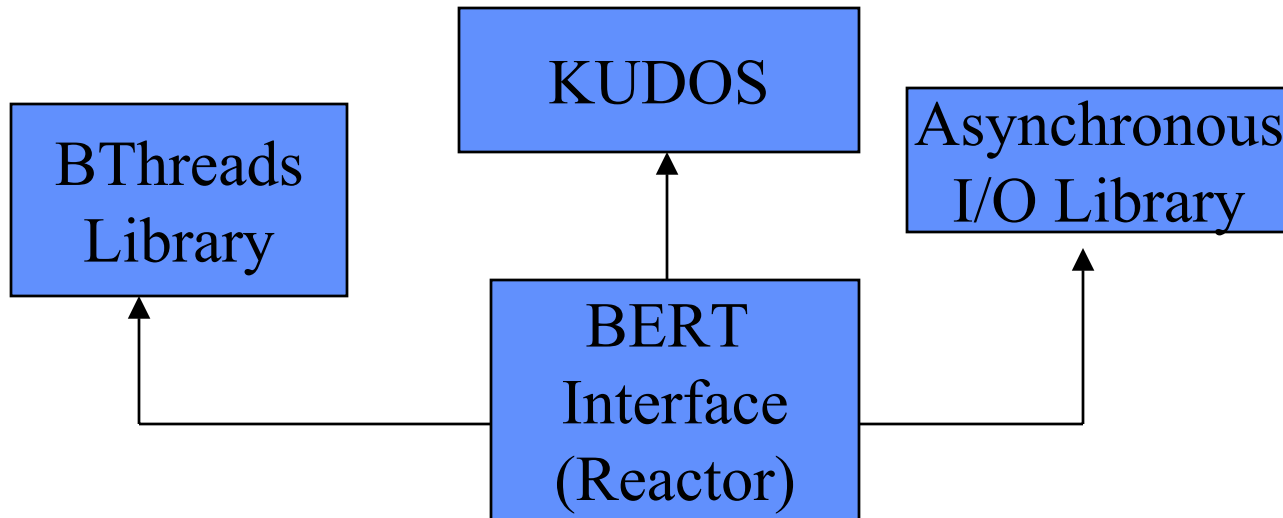 KUDOS
BThreads
Library
Asynchronous
I/O Library
BERT
Interface
(Reactor)